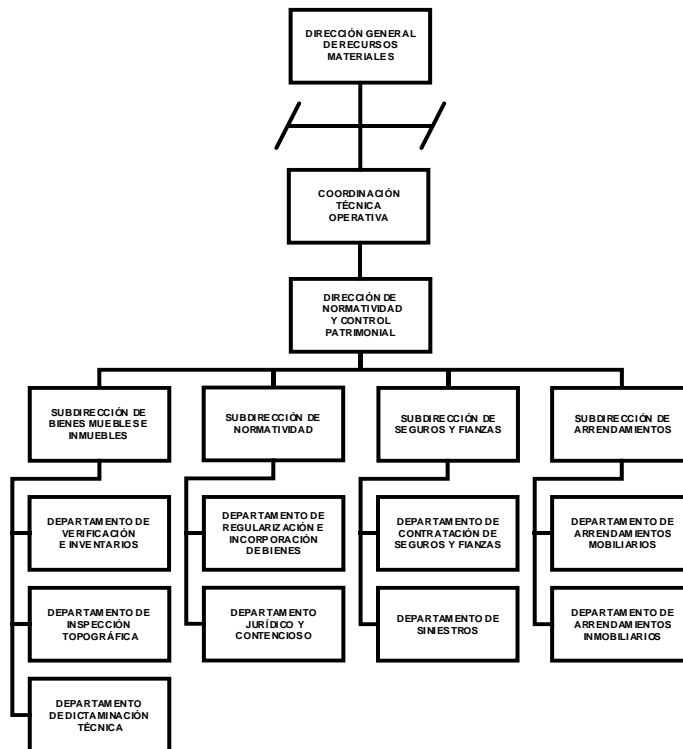 DIRECCIÓN GENERAL
DE RECURSOS
MATERIALES
COORDINACIÓN
TÉCNICA
OPERATIVA
DIRECCIÓN DE
NORMATIVIDAD
Y CONTROL
PATRIMONIAL
SUBDIRECCIÓN DE
BIENES MUEBLES E
INMUEBLES
SUBDIRECCIÓN DE
NORMATIVIDAD
SUBDIRECCIÓN DE
SEGUROS Y FIANZAS
SUBDIRECCIÓN DE
ARRENDAMIENTOS
DEPARTAMENTO DE
VERIFICACIÓN
E INVENTARIOS
DEPARTAMENTO DE
REGULARIZACIÓN E
INCORPORACIÓN
DE BIENES
DEPARTAMENTO DE
CONTRATACIÓN DE
SEGUROS Y FIANZAS
DEPARTAMENTO DE
ARRENDAMIENTOS
MOBILIARIOS
DEPARTAMENTO DE
INSPECCIÓN
TOPOGRÁFICA
DEPARTAMENTO
JURÍDICO Y
CONTENCIOSO
DEPARTAMENTO DE
SINIESTROS
DEPARTAMENTO DE
ARRENDAMIENTOS
INMOBILIARIOS
DEPARTAMENTO
DE DICTAMINACIÓN
TÉCNICA